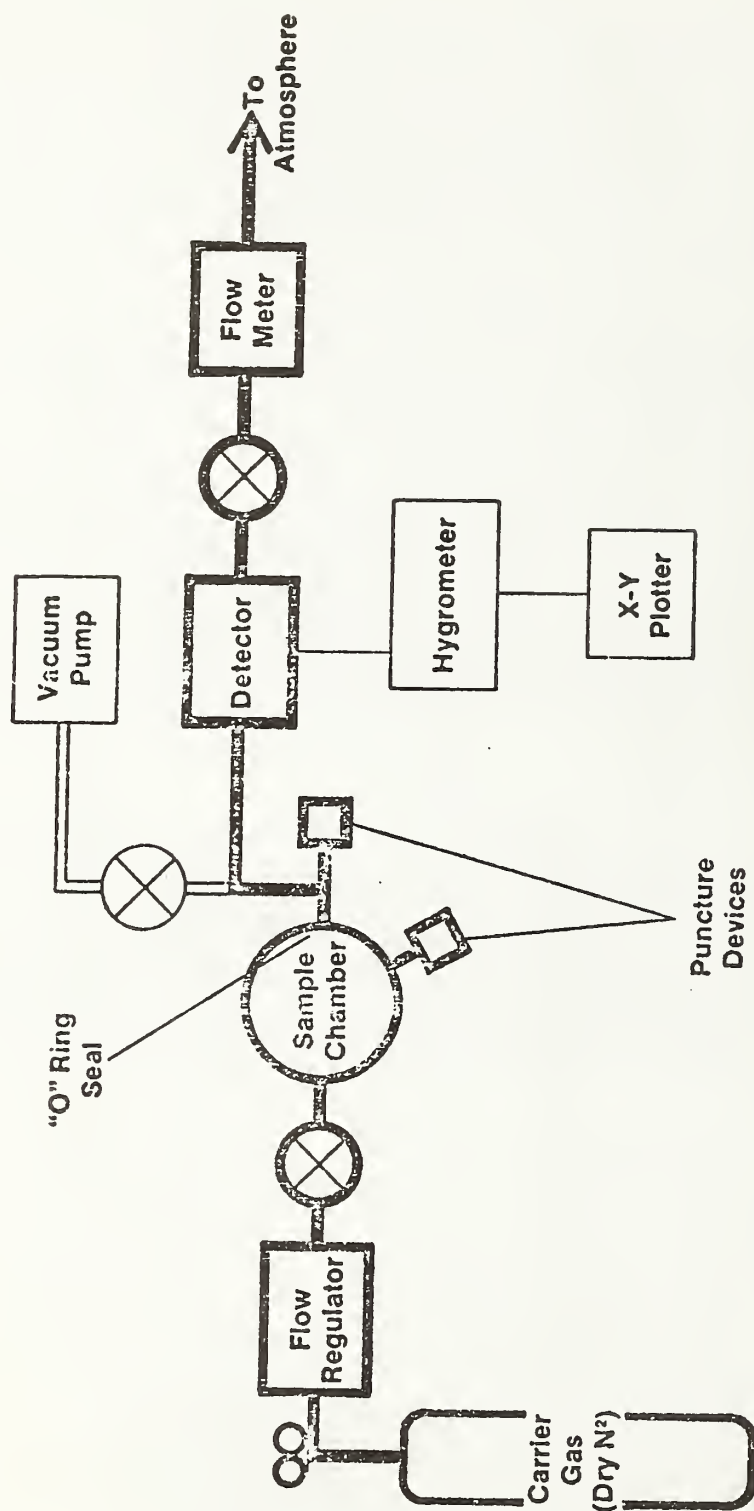 Carrier
Gas
(Dry N²)
Flow
Regulator
"O" Ring
Seal
Sample
Chamber
Puncture
Devices
Vacuum
Pump
Detector
Hygrometer
X-Y
Plotter
Flow
Meter
To
Atmosphere